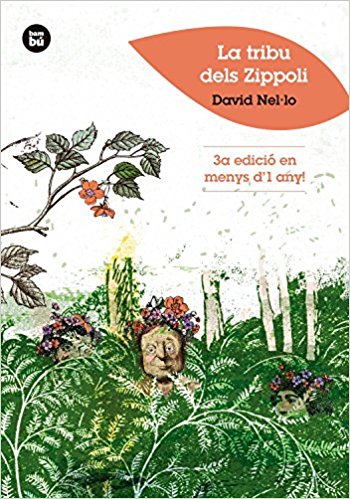 bam
bú
La tribu
dels Zippoli
David Nel·lo
3a edició en
menys d'1 any!